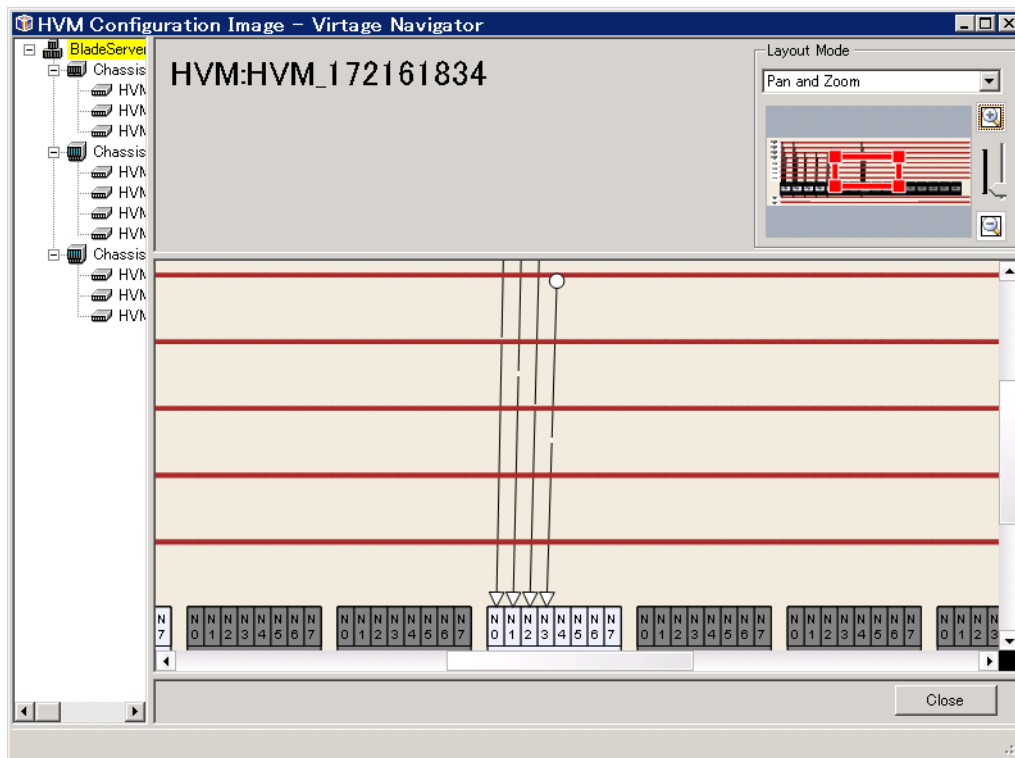 HVM Configuration Image - Virtage Navigator
BladeServer
Chassis
HVM
HVM
HVM
Chassis
HVM
HVM
HVM
HVM
Chassis
HVM
HVM
HVM
HVM:HVM_172161834
Layout Mode
Pan and Zoom
N N N N N N N N N N N N N N N N N N N N N N N N N N N N N N N N N N N N N N N N N N N N N
7 0 1 2 3 4 5 6 7 0 1 2 3 4 5 6 7 0 1 2 3 4 5 6 7 0 1 2 3 4 5 6 7 0 1 2 3 4 5 6 7 0 1 2 3
Close